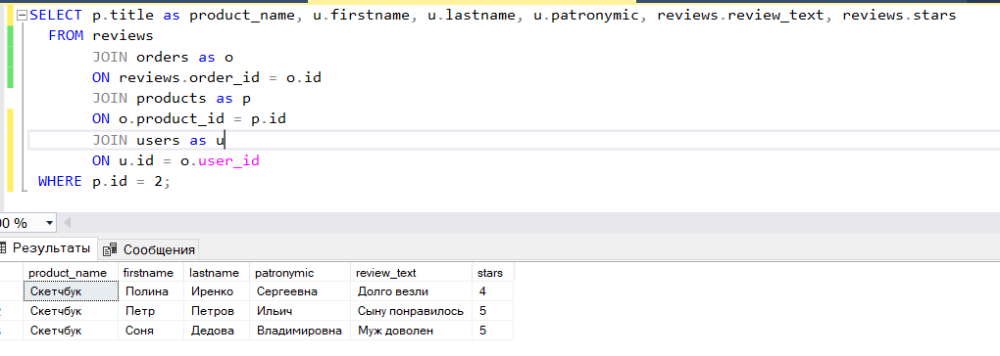 SELECT p.title as product_name, u.firstname, u.lastname, u.patronymic, reviews.review_text, reviews.stars
FROM reviews
JOIN orders as o
ON reviews.order_id = o.id
JOIN products as p
ON o.product_id = p.id
JOIN users as u
ON u.id = o.user_id
WHERE p.id = 2;
00 %
Результаты Сообщения
product_name firstname lastname patronymic review_text stars
Скетчбук Полина Иренко Сергеевна Долго везли 4
Скетчбук Петр Петров Ильич Сыну понравилось 5
Скетчбук Соня Дедова Владимировна Муж доволен 5